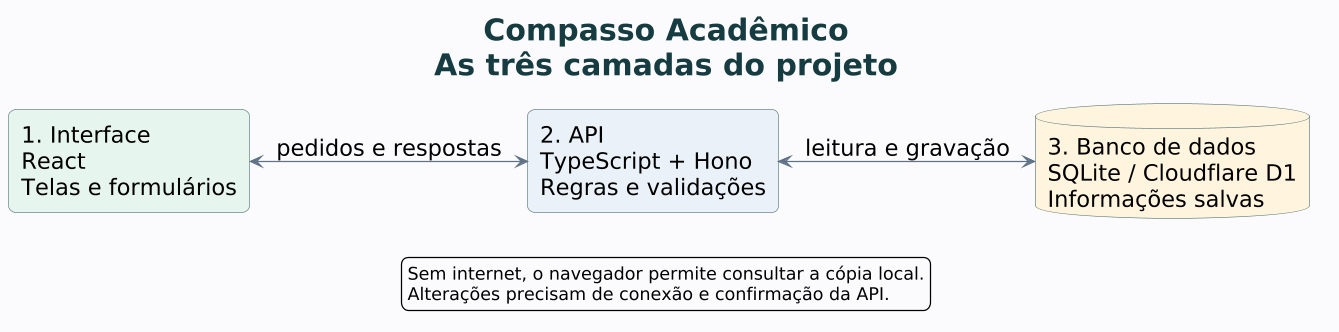 Compasso Acadêmico
As três camadas do projeto
1. Interface
React
Telas e formulários
pedidos e respostas
2. API
TypeScript + Hono
Regras e validações
leitura e gravação
3. Banco de dados
SQLite / Cloudflare D1
Informações salvas
Sem internet, o navegador permite consultar a cópia local.
Alterações precisam de conexão e confirmação da API.